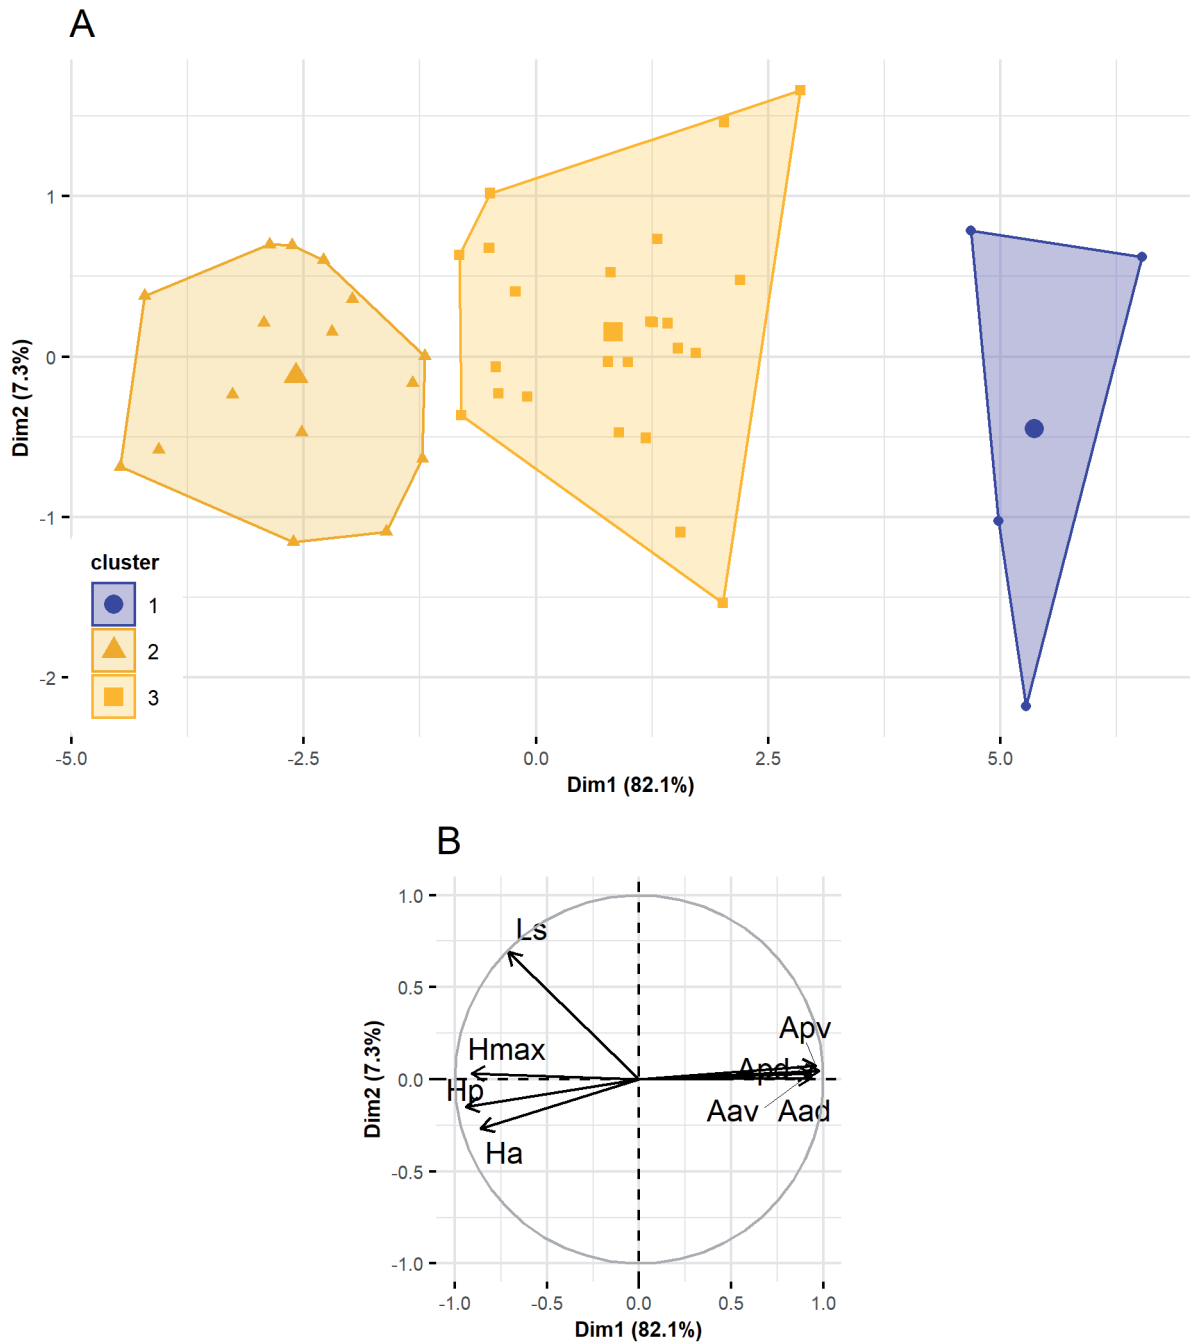 A
1
0
-1
-2
Dim2 (7.3%)
cluster
1
2
3
-5.0 -2.5 0.0 2.5 5.0
Dim1 (82.1%)
B
1.0
0.5
0.0
-0.5
-1.0
Dim2 (7.3%)
Ls
Hmax
Hp
Ha
Apv
Apd
Aav Aad
-1.0 -0.5 0.0 0.5 1.0
Dim1 (82.1%)